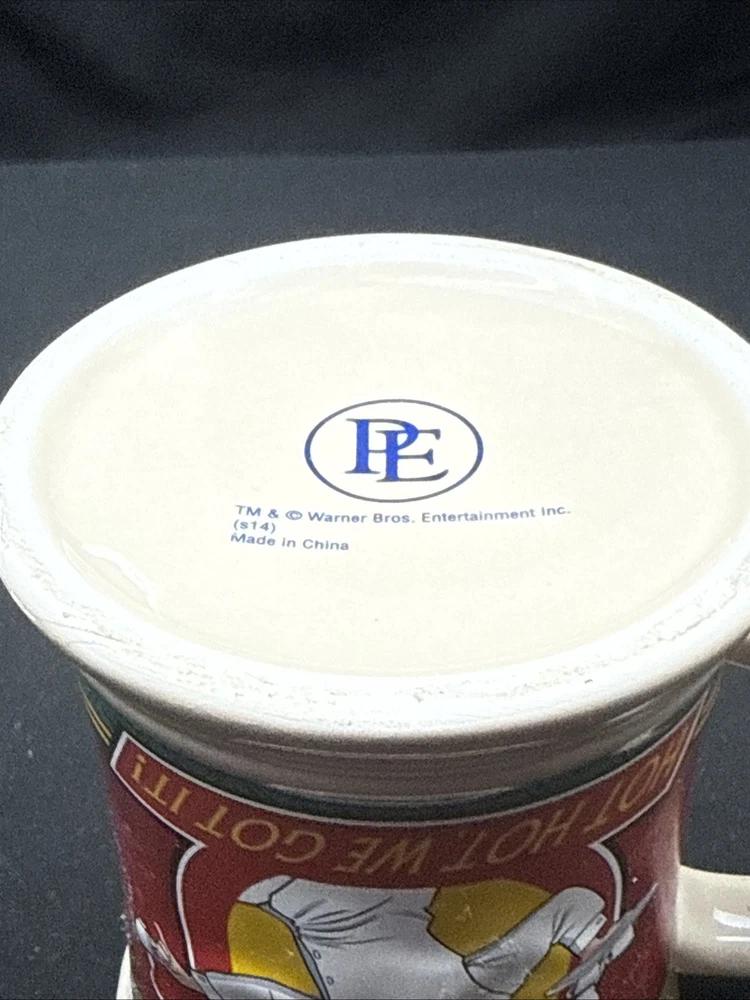 PE
TM & © Warner Bros. Entertainment Inc.
(s14)
Made in China
HOT HOT, WE GOT IT!